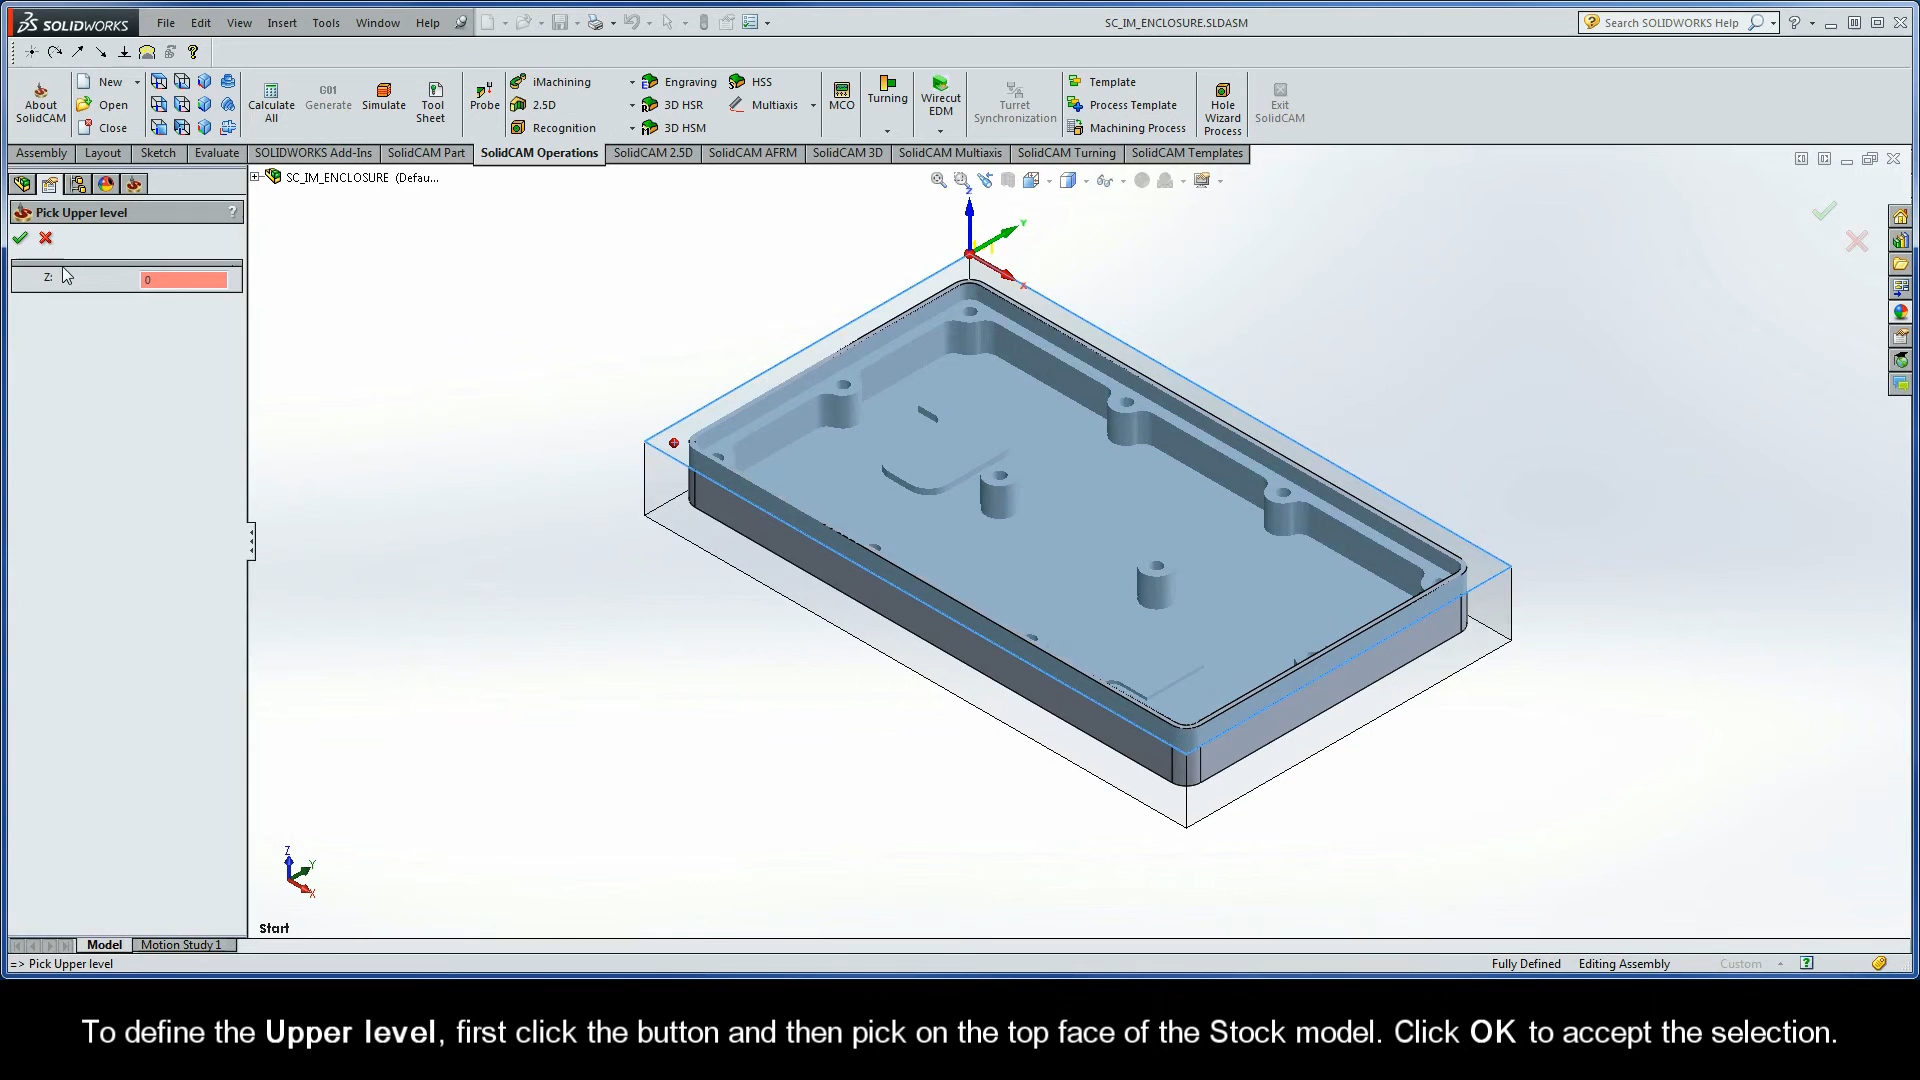 SOLIDWORKS File Edit View Insert Tools Window Help SC_IM_ENCLOSURE.SLDASM Search SOLIDWORKS Help
About SolidCAM
New
Open
Close
Calculate All
G01 Generate
Simulate
Tool Sheet
Probe
iMachining
2.5D
Recognition
Engraving
3D HSR
3D HSM
HSS
Multiaxis
MCO
Turning
Wirecut EDM
Turret Synchronization
Template
Process Template
Machining Process
Hole Wizard Process
Exit SolidCAM
Assembly Layout Sketch Evaluate SOLIDWORKS Add-Ins SolidCAM Part SolidCAM Operations SolidCAM 2.5D SolidCAM AFRM SolidCAM 3D SolidCAM Multiaxis SolidCAM Turning SolidCAM Templates
SC_IM_ENCLOSURE (Defau...
Pick Upper level ?
Z: 0
Z
Y
X
Z
Y
X
Start
Model Motion Study 1
=> Pick Upper level Fully Defined Editing Assembly Custom
To define the Upper level, first click the button and then pick on the top face of the Stock model. Click OK to accept the selection.